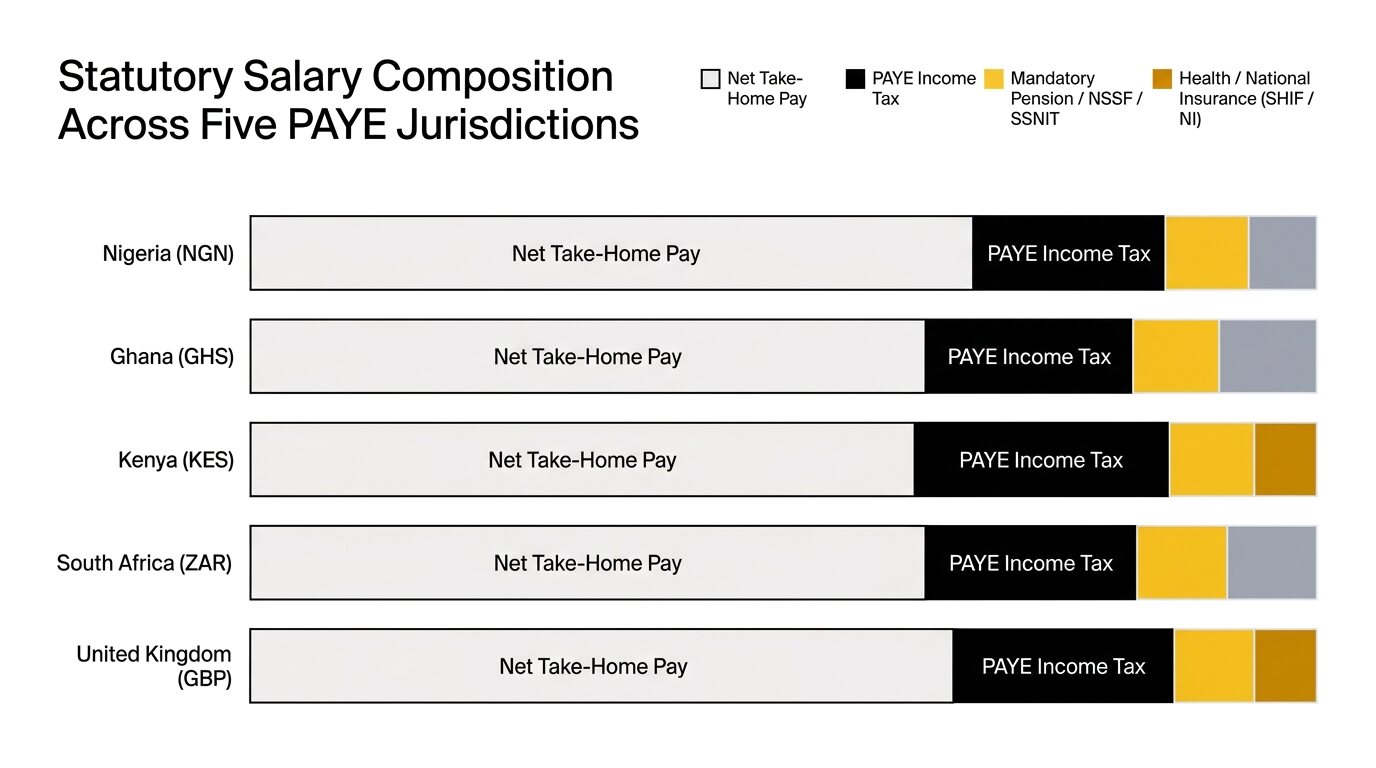 Statutory Salary Composition
Across Five PAYE Jurisdictions
Net Take-
Home Pay
PAYE Income
Tax
Mandatory
Pension / NSSF /
SSNIT
Health / National
Insurance (SHIF /
NI)
Nigeria (NGN)
Net Take-Home Pay
PAYE Income Tax
Ghana (GHS)
Net Take-Home Pay
PAYE Income Tax
Kenya (KES)
Net Take-Home Pay
PAYE Income Tax
South Africa (ZAR)
Net Take-Home Pay
PAYE Income Tax
United Kingdom
(GBP)
Net Take-Home Pay
PAYE Income Tax